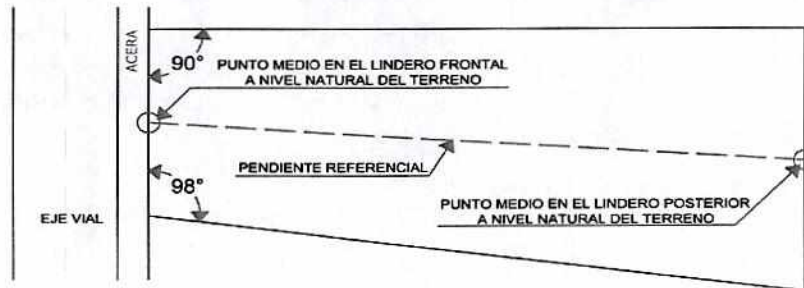 ACERA
90°
PUNTO MEDIO EN EL LINDERO FRONTAL
A NIVEL NATURAL DEL TERRENO
PENDIENTE REFERENCIAL
98°
PUNTO MEDIO EN EL LINDERO POSTERIOR
A NIVEL NATURAL DEL TERRENO
EJE VIAL